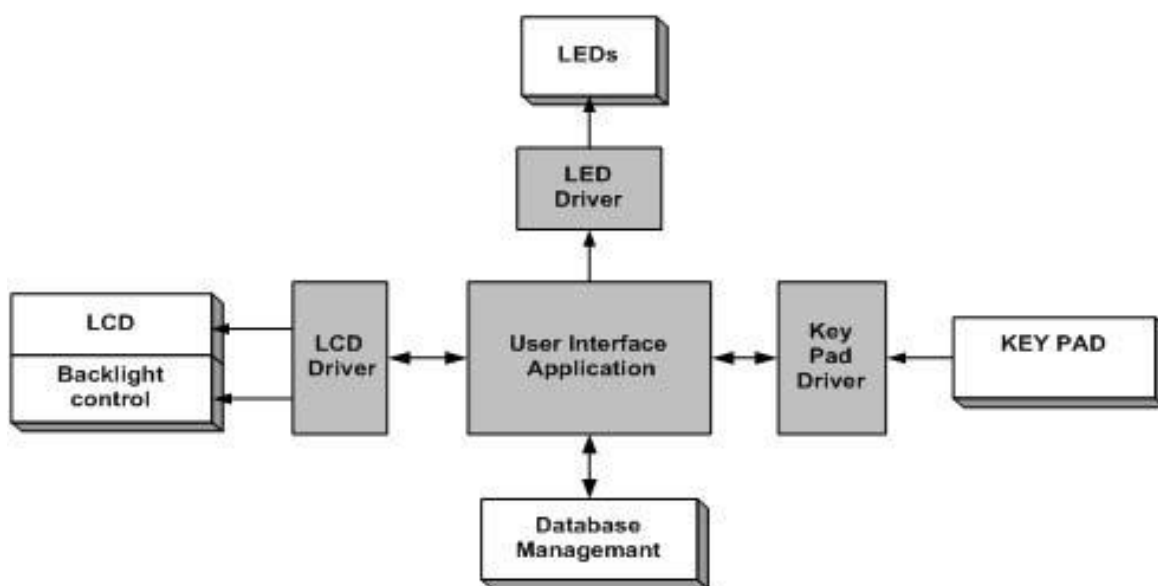 LEDs
LED
Driver
LCD
Backlight
control
LCD
Driver
User Interface
Application
Key
Pad
Driver
KEY PAD
Database
Managemant